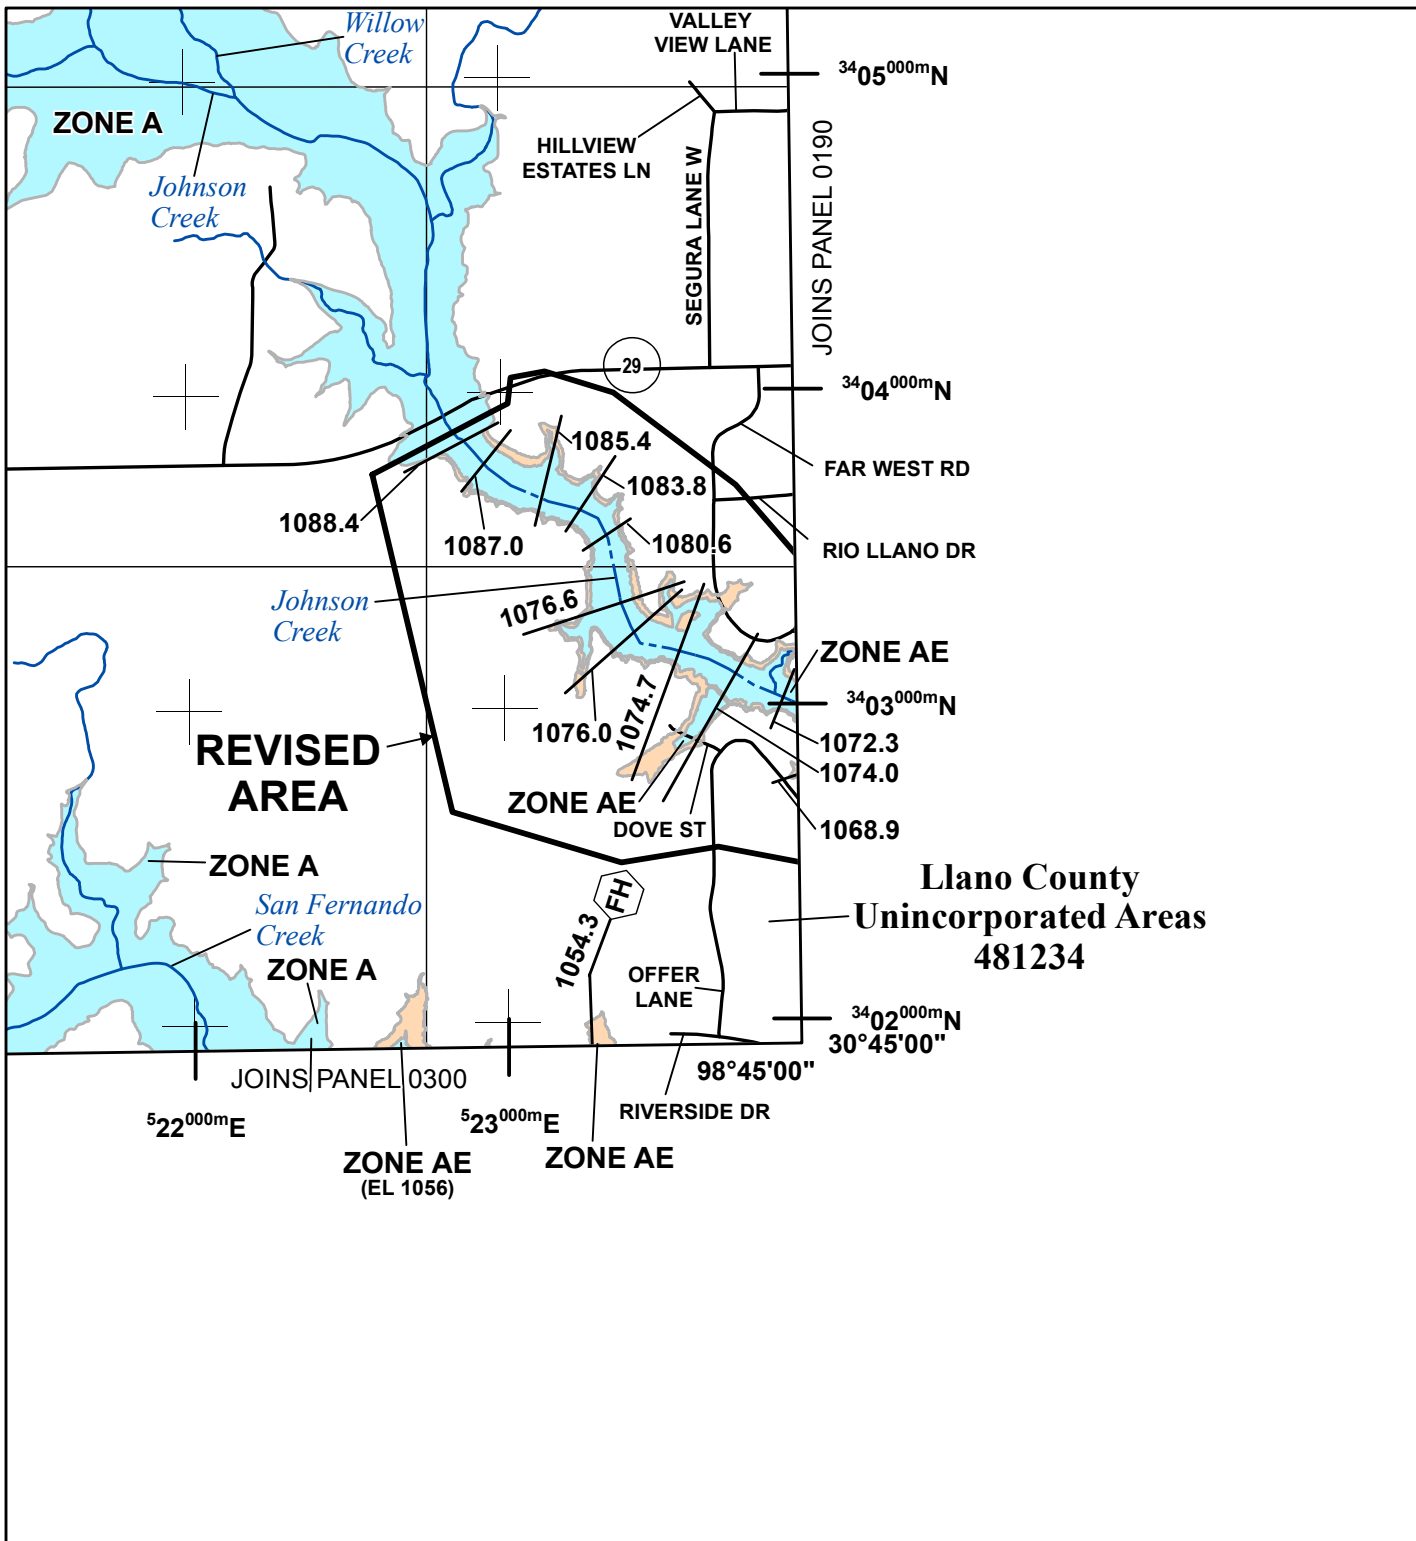 Willow
Creek
VALLEY
VIEW LANE
3405000mN
ZONE A
HILLVIEW
ESTATES LN
JOINS PANEL 0190
Johnson
Creek
SEGURA LANE W
29
3404000mN
1085.4
FAR WEST RD
1083.8
1088.4
1087.0
1080.6
RIO LLANO DR
Johnson
Creek
1076.6
ZONE AE
3403000mN
1074.7
1076.0
REVISED
AREA
1072.3
1074.0
ZONE AE
DOVE ST
1068.9
ZONE A
Llano County
Unincorporated Areas
481234
FH
San Fernando
Creek
1054.3
ZONE A
OFFER
LANE
3402000mN
30°45'00"
98°45'00"
JOINS PANEL 0300
RIVERSIDE DR
522000mE
523000mE
ZONE AE
(EL 1056)
ZONE AE